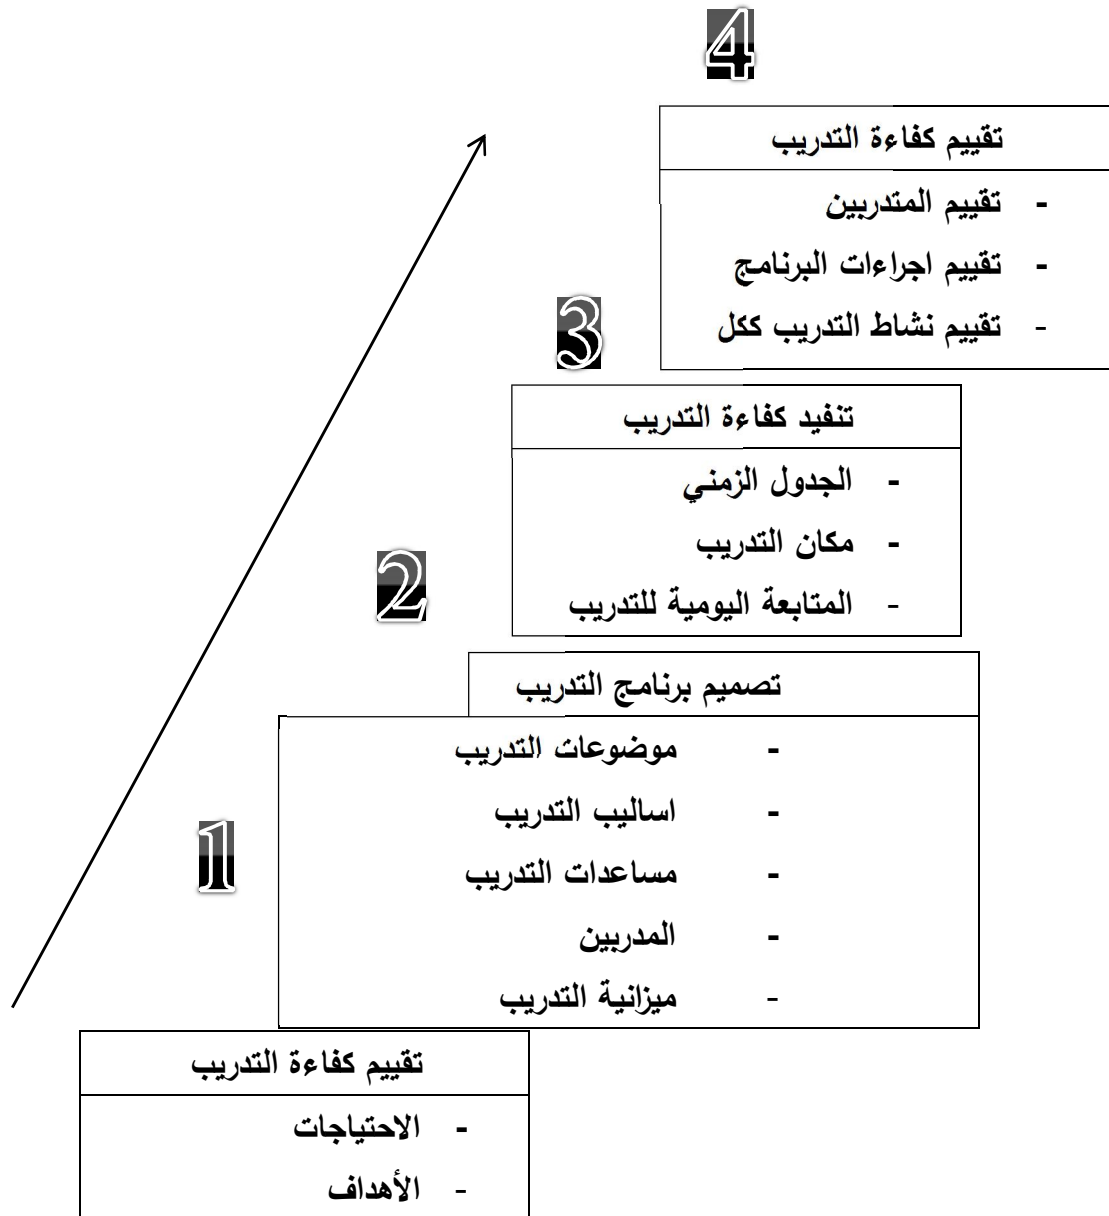 4
تقييم كفاءة التدريب
- تقييم المتدربين
- تقييم اجراءات البرنامج
- تقييم نشاط التدريب ككل
3
تنفيد كفاءة التدريب
- الجدول الزمني
- مكان التدريب
- المتابعة اليومية للتدريب
2
تصميم برنامج التدريب
- موضوعات التدريب
- اساليب التدريب
- مساعدات التدريب
- المدربين
- ميزانية التدريب
1
تقييم كفاءة التدريب
- الاحتياجات
- الأهداف